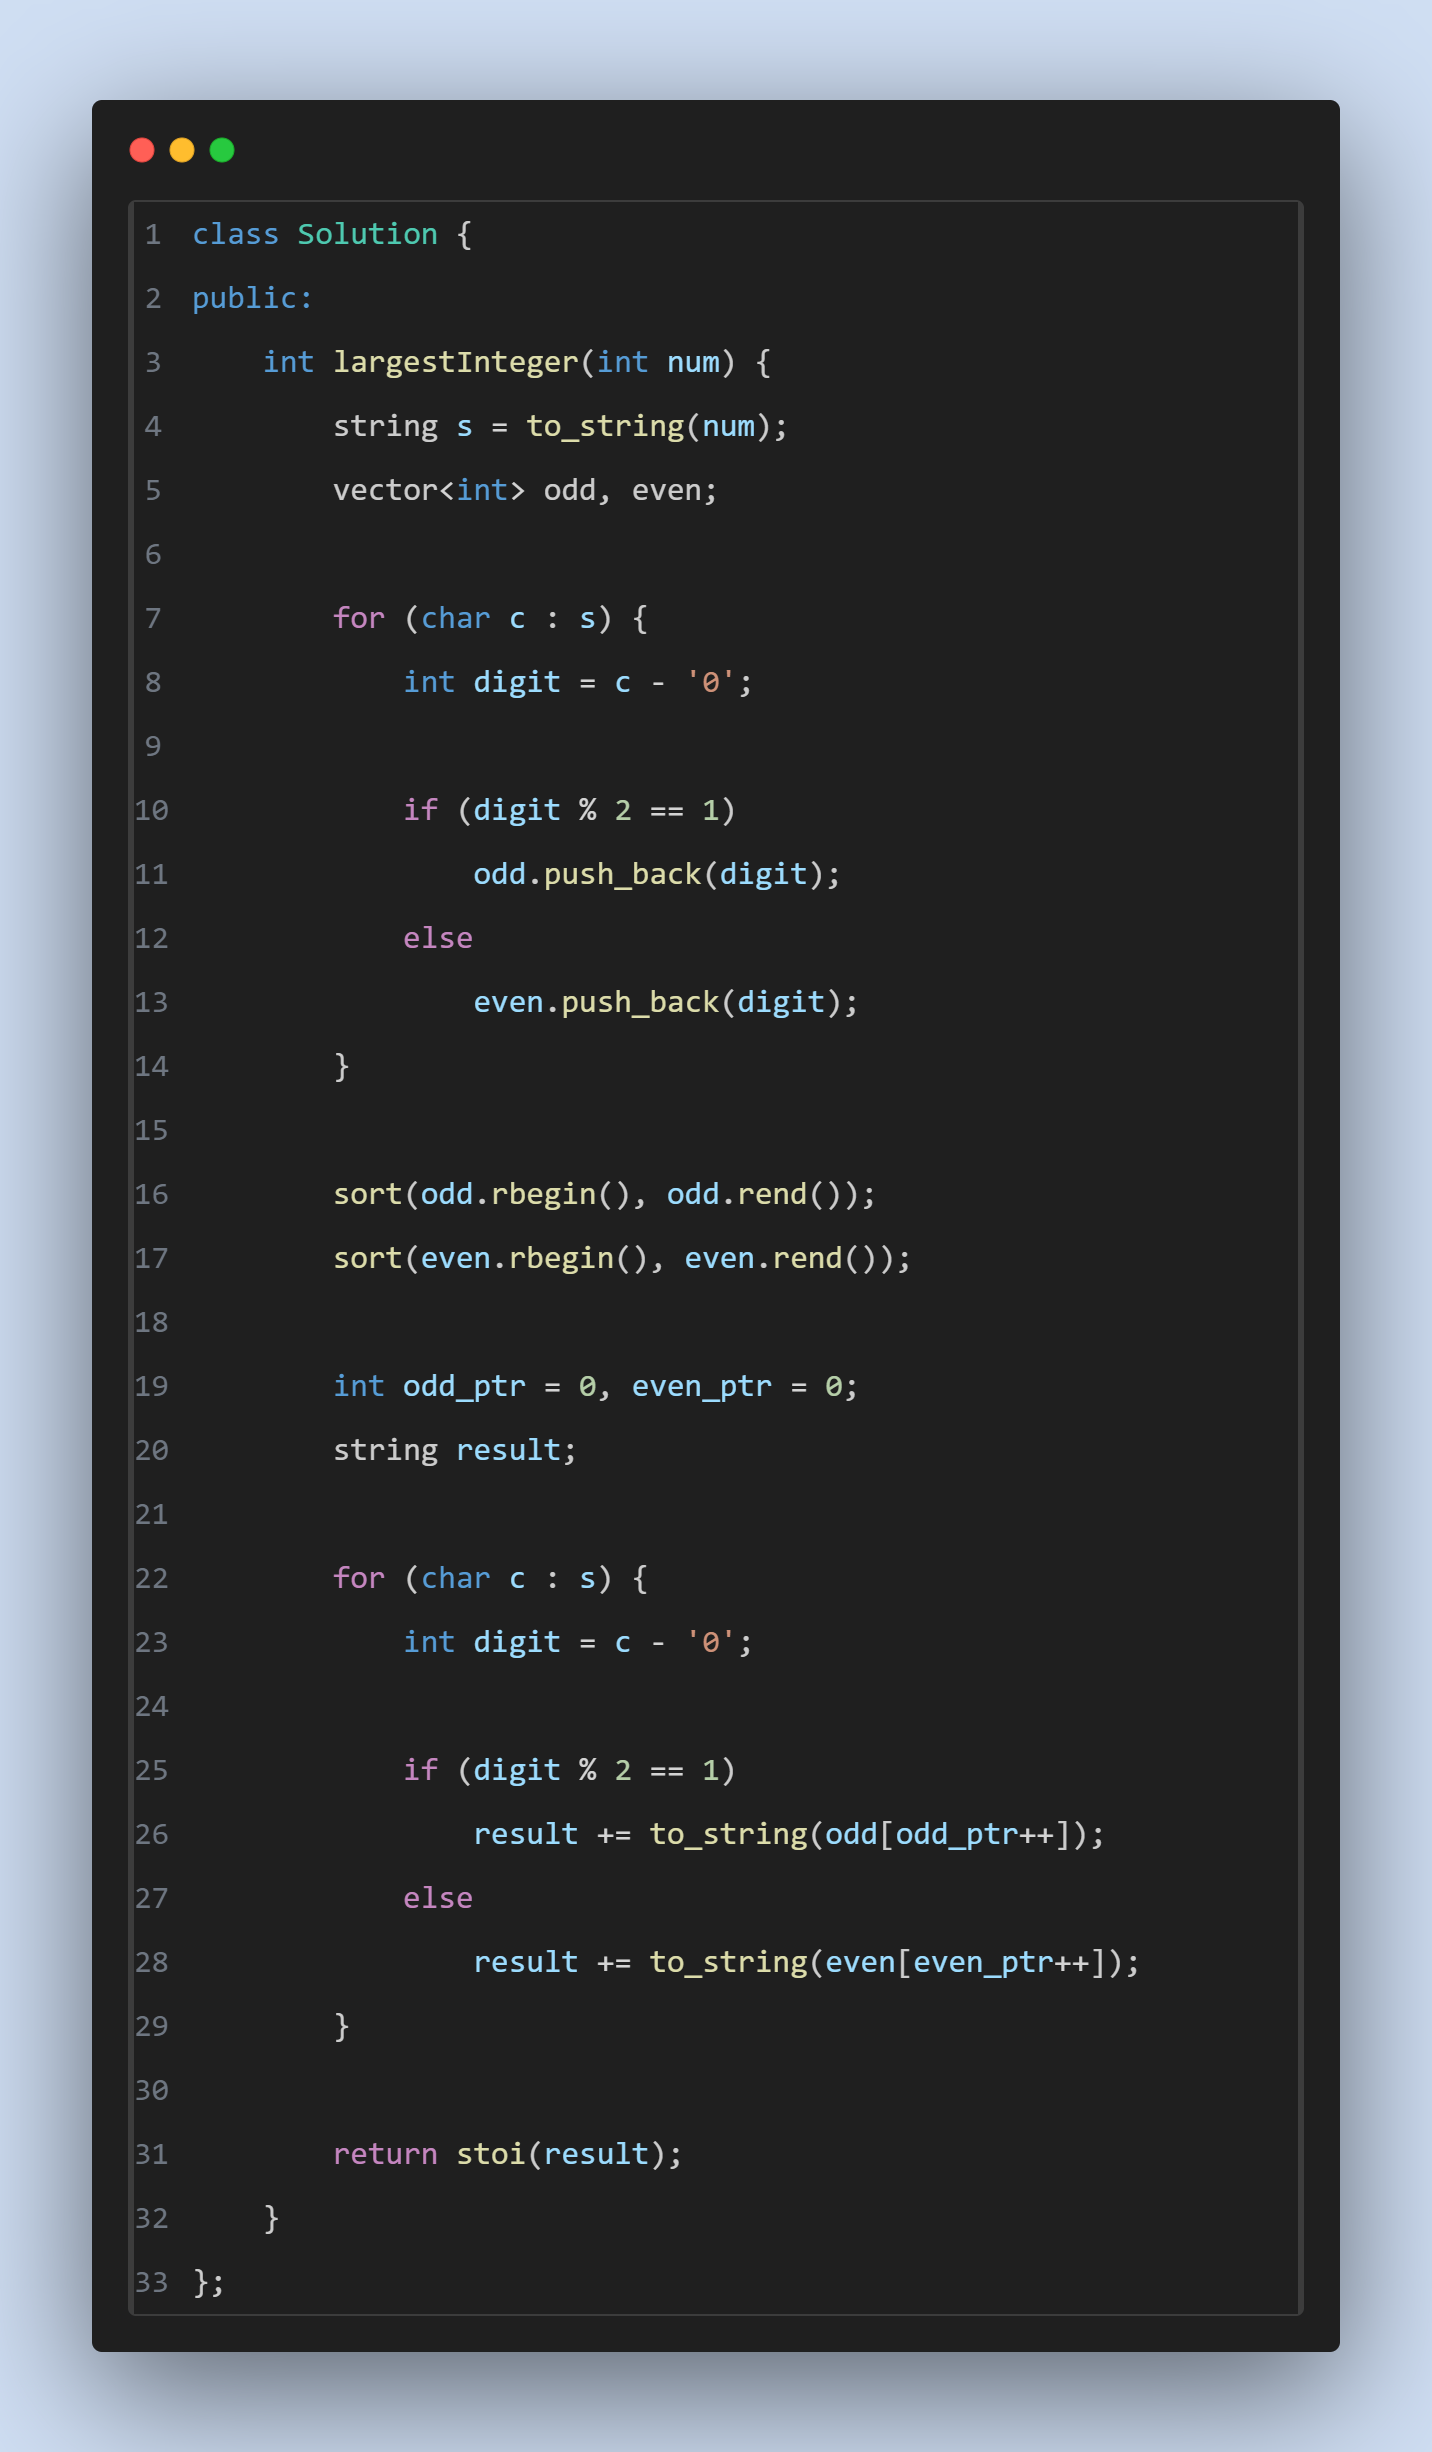 1 class Solution {
2 public:
3     int largestInteger(int num) {
4         string s = to_string(num);
5         vector<int> odd, even;
6
7         for (char c : s) {
8             int digit = c - '0';
9
10             if (digit % 2 == 1)
11                 odd.push_back(digit);
12             else
13                 even.push_back(digit);
14         }
15
16         sort(odd.rbegin(), odd.rend());
17         sort(even.rbegin(), even.rend());
18
19         int odd_ptr = 0, even_ptr = 0;
20         string result;
21
22         for (char c : s) {
23             int digit = c - '0';
24
25             if (digit % 2 == 1)
26                 result += to_string(odd[odd_ptr++]);
27             else
28                 result += to_string(even[even_ptr++]);
29         }
30
31         return stoi(result);
32     }
33 };